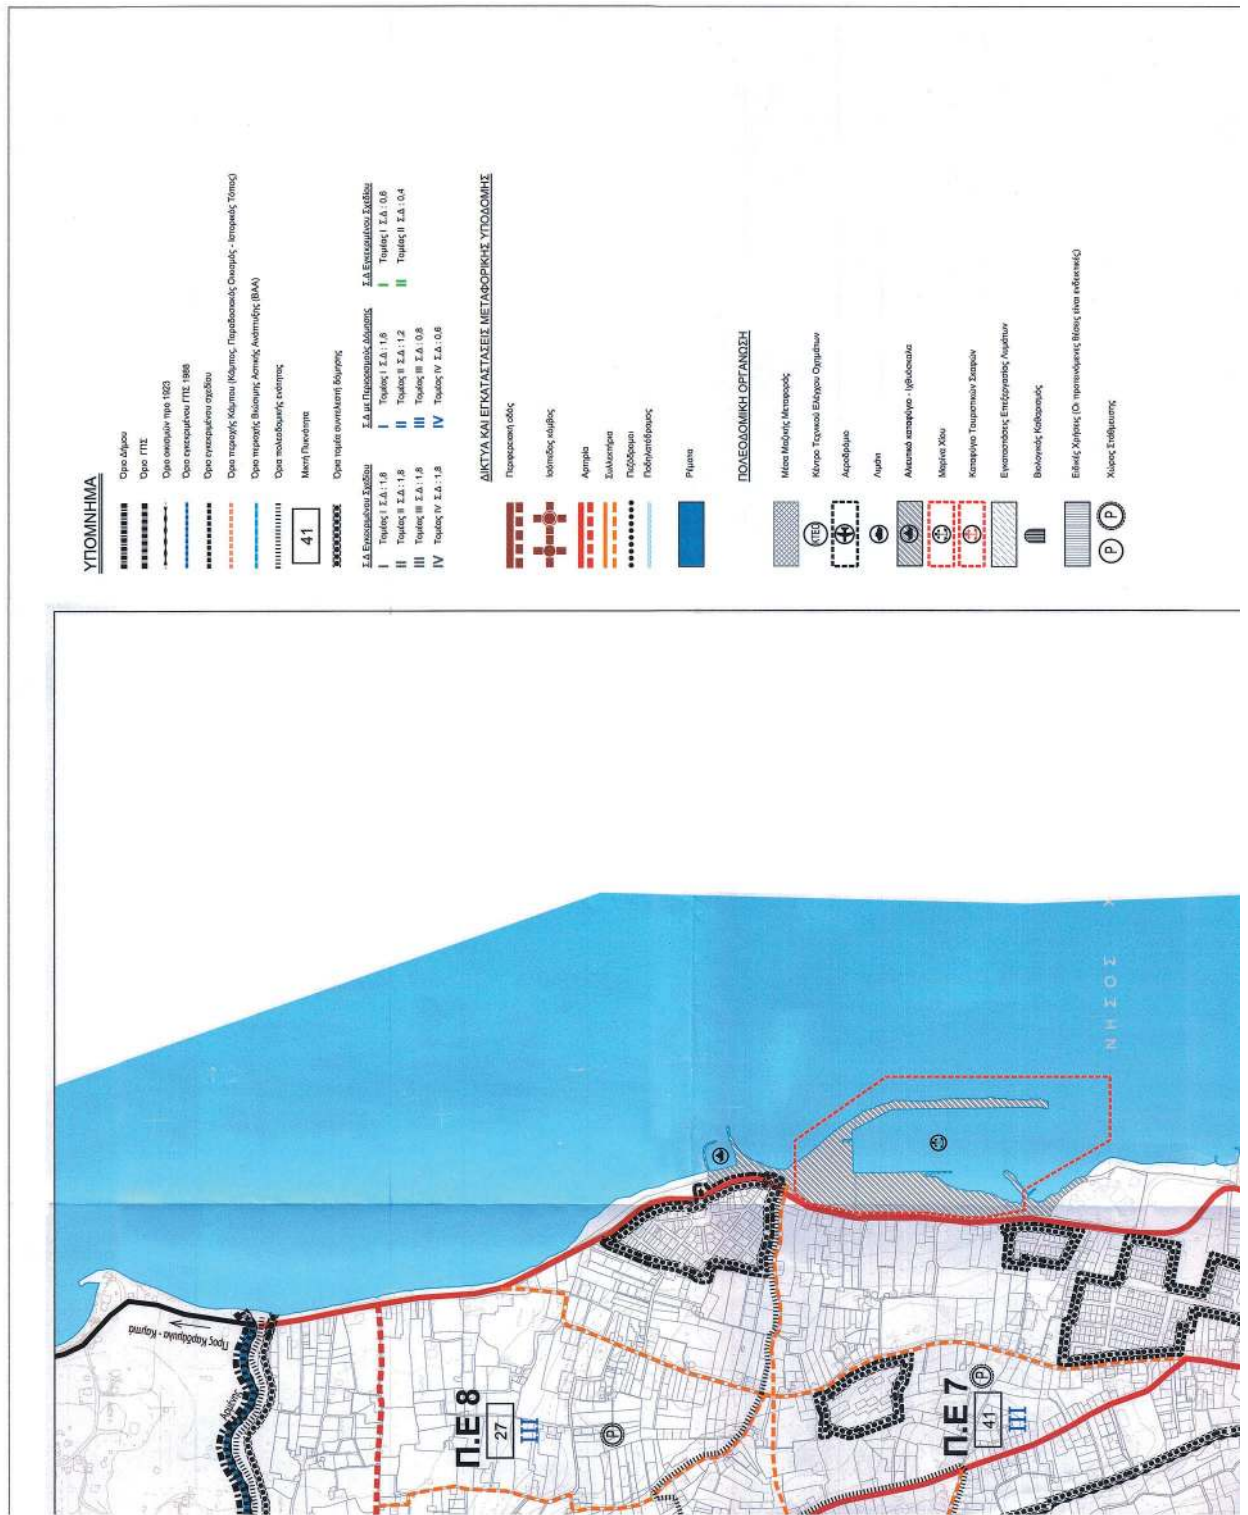 ΥΠΟΜΝΗΜΑ
Όριο Δήμου
Όριο ΓΠΣ
Όριο οικισμών προ 1923
Όριο εγκεκριμένου ΓΠΣ 1988
Όριο εγκεκριμένου σχεδίου
Όριο περιοχής Κάμπου (Κάμπος, Παραδοσιακός Οικισμός - Ιστορικός Τόπος)
Όριο περιοχής Βιώσιμης Αστικής Ανάπτυξης (ΒΑΑ)
Όρια πολεοδομικής ενότητας
41 Μικτή Πυκνότητα
Όριο τομέα συντελεστή δόμησης
Σ.Δ Εγκεκριμένου Σχεδίου
I Τομέας I Σ.Δ : 1,8
II Τομέας II Σ.Δ : 1,8
III Τομέας III Σ.Δ : 1,8
IV Τομέας IV Σ.Δ : 1,8
Σ.Δ με Περιορισμούς Δόμησης
I Τομέας I Σ.Δ : 1,6
II Τομέας II Σ.Δ : 1,2
III Τομέας III Σ.Δ : 0,8
IV Τομέας IV Σ.Δ : 0,6
Σ.Δ Εγκεκριμένου Σχεδίου
I Τομέας I Σ.Δ : 0,6
II Τομέας II Σ.Δ : 0,4
ΔΙΚΤΥΑ ΚΑΙ ΕΓΚΑΤΑΣΤΑΣΕΙΣ ΜΕΤΑΦΟΡΙΚΗΣ ΥΠΟΔΟΜΗΣ
Περιφερειακή οδός
Ισόπεδος κόμβος
Αρτηρία
Συλλεκτήρια
Πεζόδρομοι
Ποδηλατόδρομος
Ρέματα
ΠΟΛΕΟΔΟΜΙΚΗ ΟΡΓΑΝΩΣΗ
Μέσα Μαζικής Μεταφοράς
ΚΤΕΟ Κέντρο Τεχνικού Ελέγχου Οχημάτων
Αεροδρόμιο
Λιμάνι
Αλιευτικό καταφύγιο - Ιχθυόσκαλα
Μαρίνα Χίου
Καταφύγιο Τουριστικών Σκαφών
Εγκαταστάσεις Επεξεργασίας Λυμάτων
Βιολογικός Καθαρισμός
Ειδικές Χρήσεις (Οι προτεινόμενες θέσεις είναι ενδεικτικές)
P P Χώρος Στάθμευσης
Προς Καρδάμυλα - Καμπιά
Π.Ε 8
27
III
P
Π.Ε 7
P
41
III
ΝΗΣΟΣ Χ